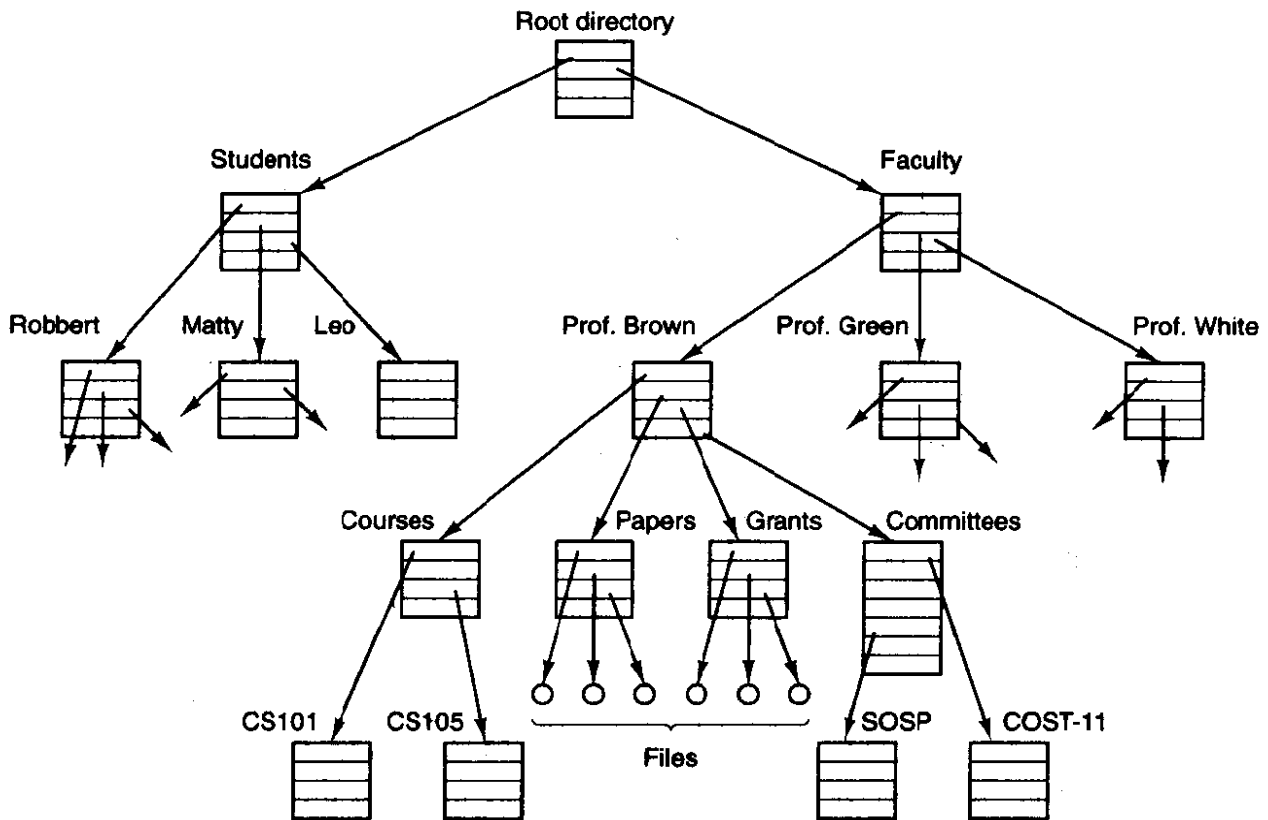 Root directory
Students
Faculty
Robbert
Matty
Leo
Prof. Brown
Prof. Green
Prof. White
Courses
Papers
Grants
Committees
CS101
CS105
SOSP
COST-11
Files